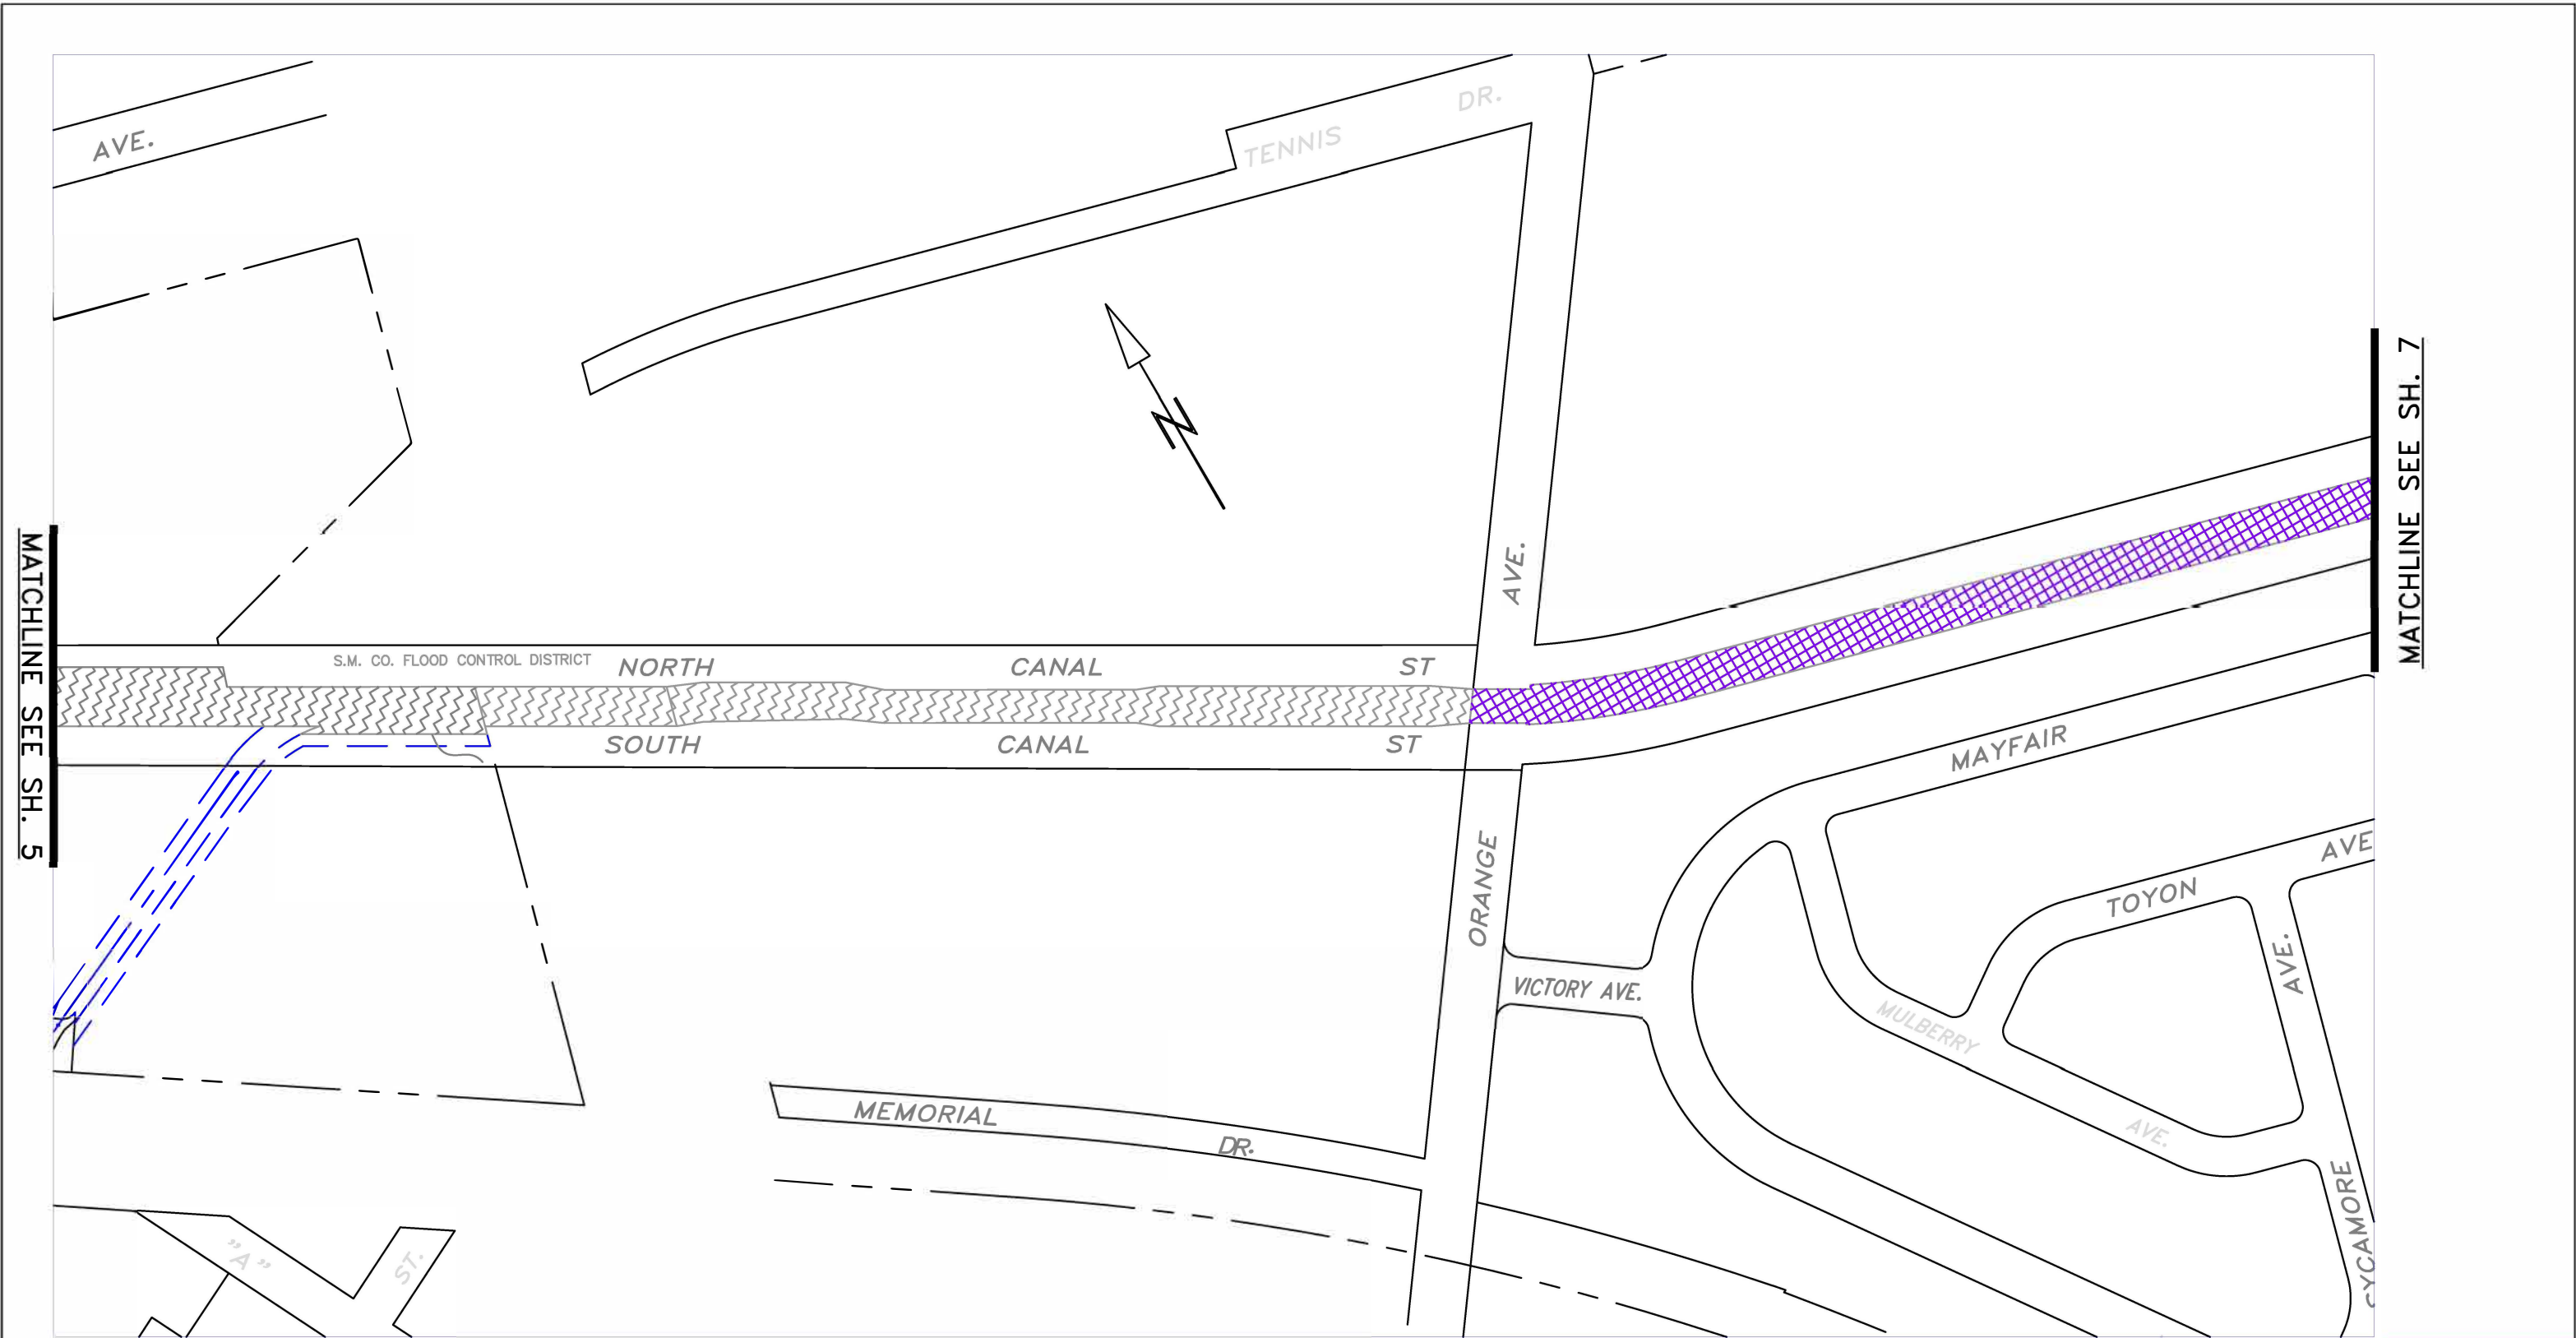 DR.
TENNIS
AVE.
MATCHLINE SEE SH. 7
AVE.
MATCHLINE SEE SH. 5
S.M. CO. FLOOD CONTROL DISTRICT
NORTH CANAL ST
SOUTH CANAL ST
N
MAYFAIR
ORANGE
TOYON AVE
VICTORY AVE.
AVE.
MULBERRY
AVE.
MEMORIAL
DR.
SYCAMORE
"A"
ST.